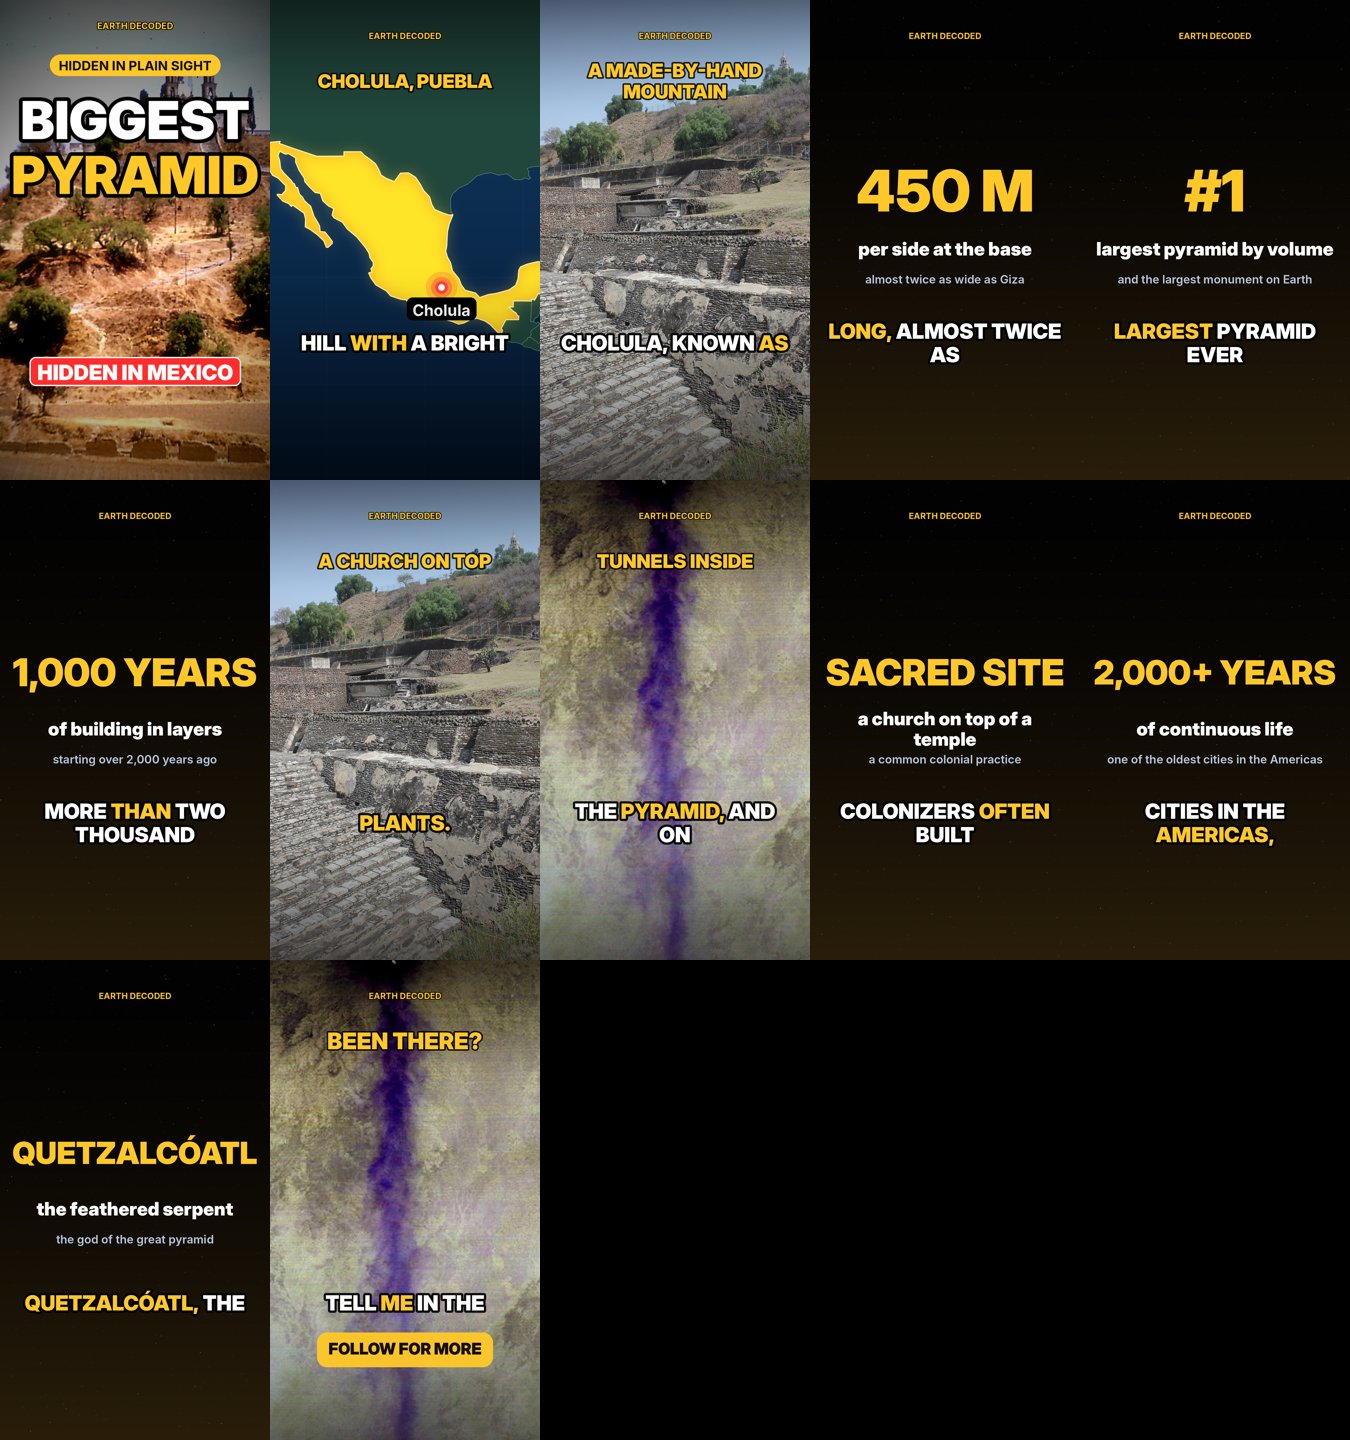 EARTH DECODED
HIDDEN IN PLAIN SIGHT
BIGGEST
PYRAMID
HIDDEN IN MEXICO
EARTH DECODED
CHOLULA, PUEBLA
Cholula
HILL WITH A BRIGHT
EARTH DECODED
A MADE-BY-HAND
MOUNTAIN
CHOLULA, KNOWN AS
EARTH DECODED
450 M
per side at the base
almost twice as wide as Giza
LONG, ALMOST TWICE
AS
EARTH DECODED
#1
largest pyramid by volume
and the largest monument on Earth
LARGEST PYRAMID
EVER
EARTH DECODED
1,000 YEARS
of building in layers
starting over 2,000 years ago
MORE THAN TWO
THOUSAND
EARTH DECODED
A CHURCH ON TOP
PLANTS.
EARTH DECODED
TUNNELS INSIDE
THE PYRAMID, AND
ON
EARTH DECODED
SACRED SITE
a church on top of a
temple
a common colonial practice
COLONIZERS OFTEN
BUILT
EARTH DECODED
2,000+ YEARS
of continuous life
one of the oldest cities in the Americas
CITIES IN THE
AMERICAS,
EARTH DECODED
QUETZALCÓATL
the feathered serpent
the god of the great pyramid
QUETZALCÓATL, THE
EARTH DECODED
BEEN THERE?
TELL ME IN THE
FOLLOW FOR MORE